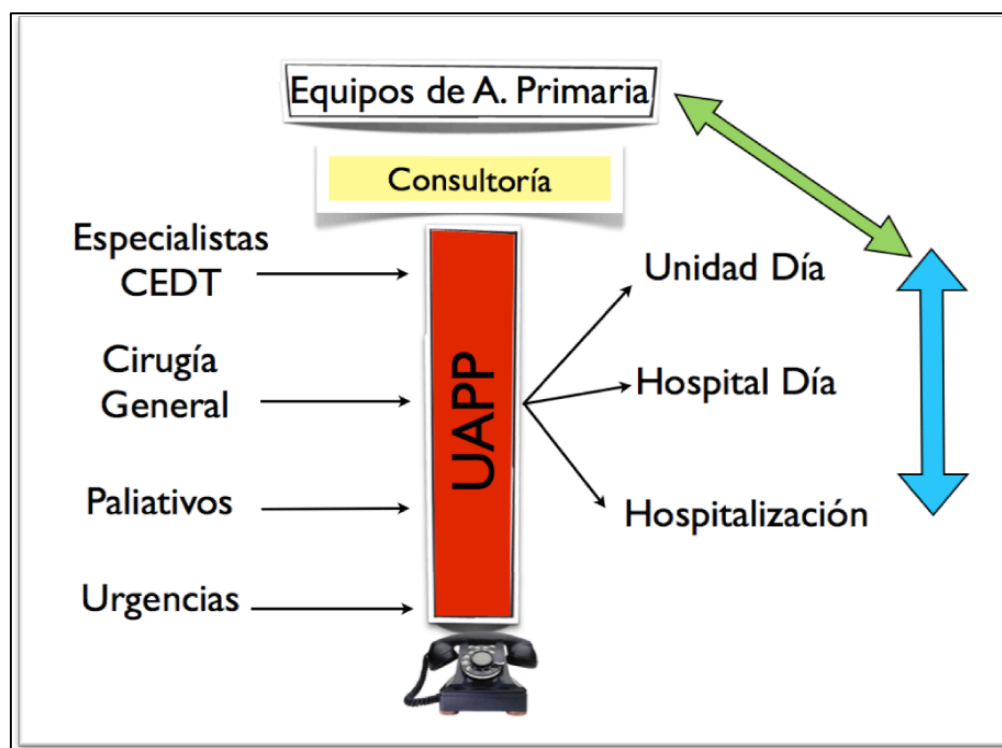 Equipos de A. Primaria
Consultoría
Especialistas
CEDT
Cirugía
General
Paliativos
Urgencias
UAPP
Unidad Día
Hospital Día
Hospitalización